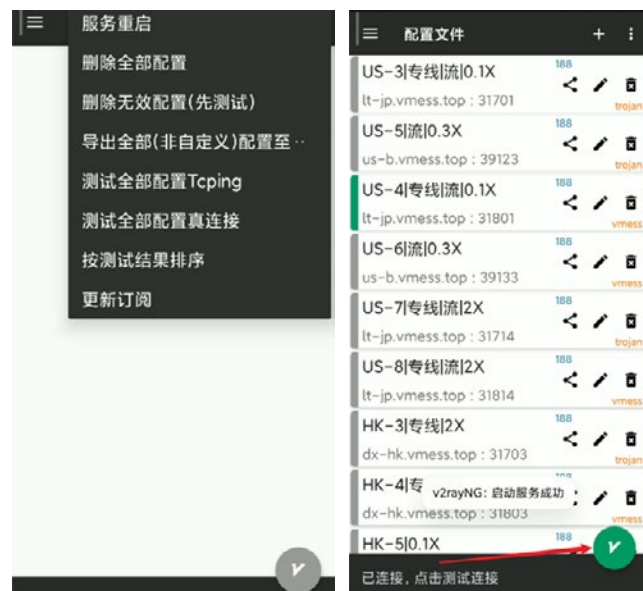 服务重启
删除全部配置
删除无效配置(先测试)
导出全部(非自定义)配置至…
测试全部配置Tcping
测试全部配置真连接
按测试结果排序
更新订阅
配置文件
US-3|专线|流|0.1X
188
lt-jp.vmess.top : 31701
trojan
US-5|流|0.3X
188
us-b.vmess.top : 39123
trojan
US-4|专线|流|0.1X
188
lt-jp.vmess.top : 31801
vmess
US-6|流|0.3X
188
us-b.vmess.top : 39133
vmess
US-7|专线|流|2X
188
lt-jp.vmess.top : 31714
trojan
US-8|专线|流|2X
188
lt-jp.vmess.top : 31814
vmess
HK-3|专线|2X
188
dx-hk.vmess.top : 31703
trojan
HK-4|专
v2rayNG: 启动服务成功
dx-hk.vmess.top : 31803
vmess
HK-5|0.1X
188
已连接，点击测试连接